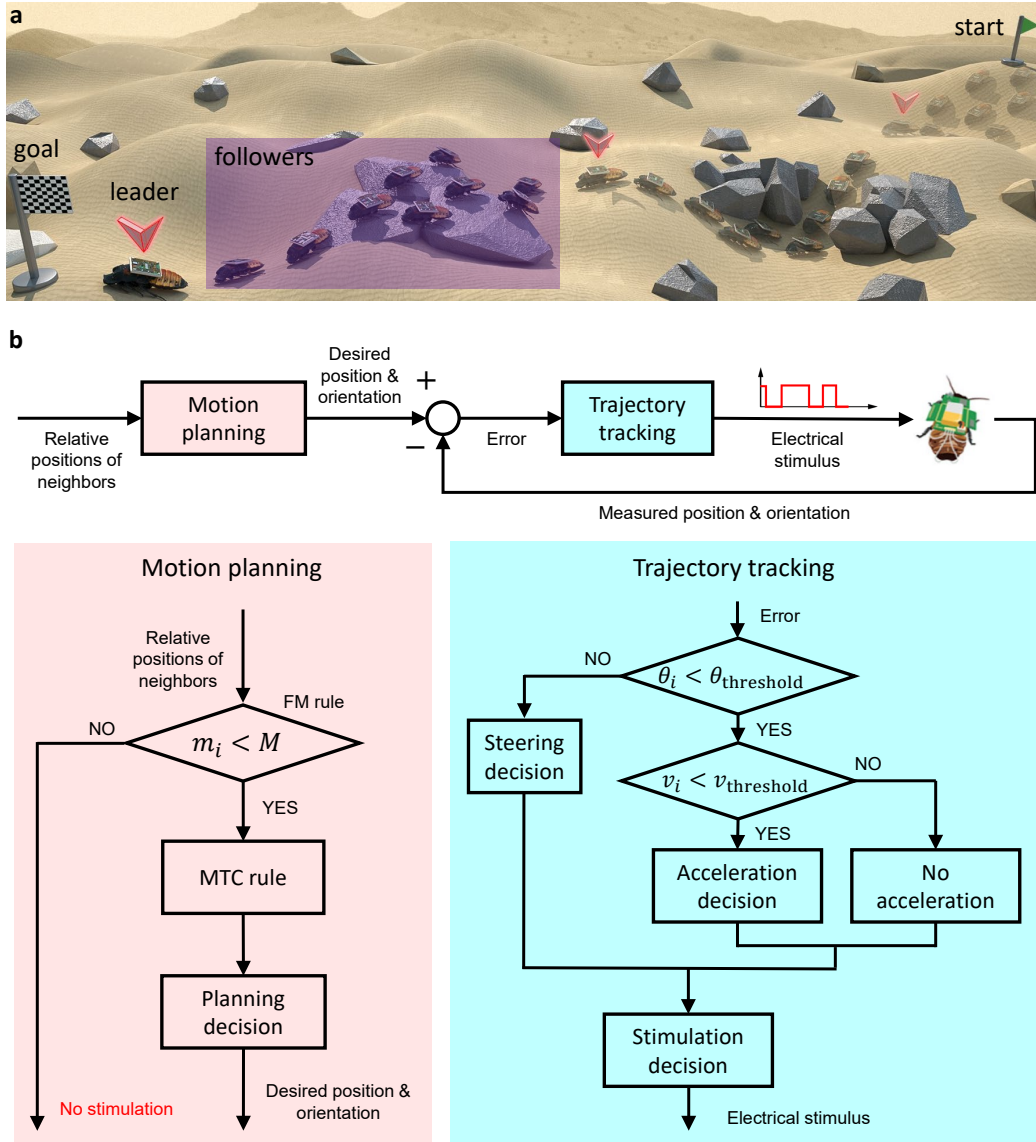 a
start
goal
leader
followers
b
Relative
positions of
neighbors
Motion
planning
Desired
position &
orientation
+
−
Error
Trajectory
tracking
Electrical
stimulus
Measured position & orientation
Motion planning
Relative
positions of
neighbors
FM rule
NO
m_i < M
YES
MTC rule
Planning
decision
No stimulation
Desired position &
orientation
Trajectory tracking
Error
NO
θ_i < θ_threshold
Steering
decision
YES
v_i < v_threshold
NO
YES
Acceleration
decision
No
acceleration
Stimulation
decision
Electrical stimulus